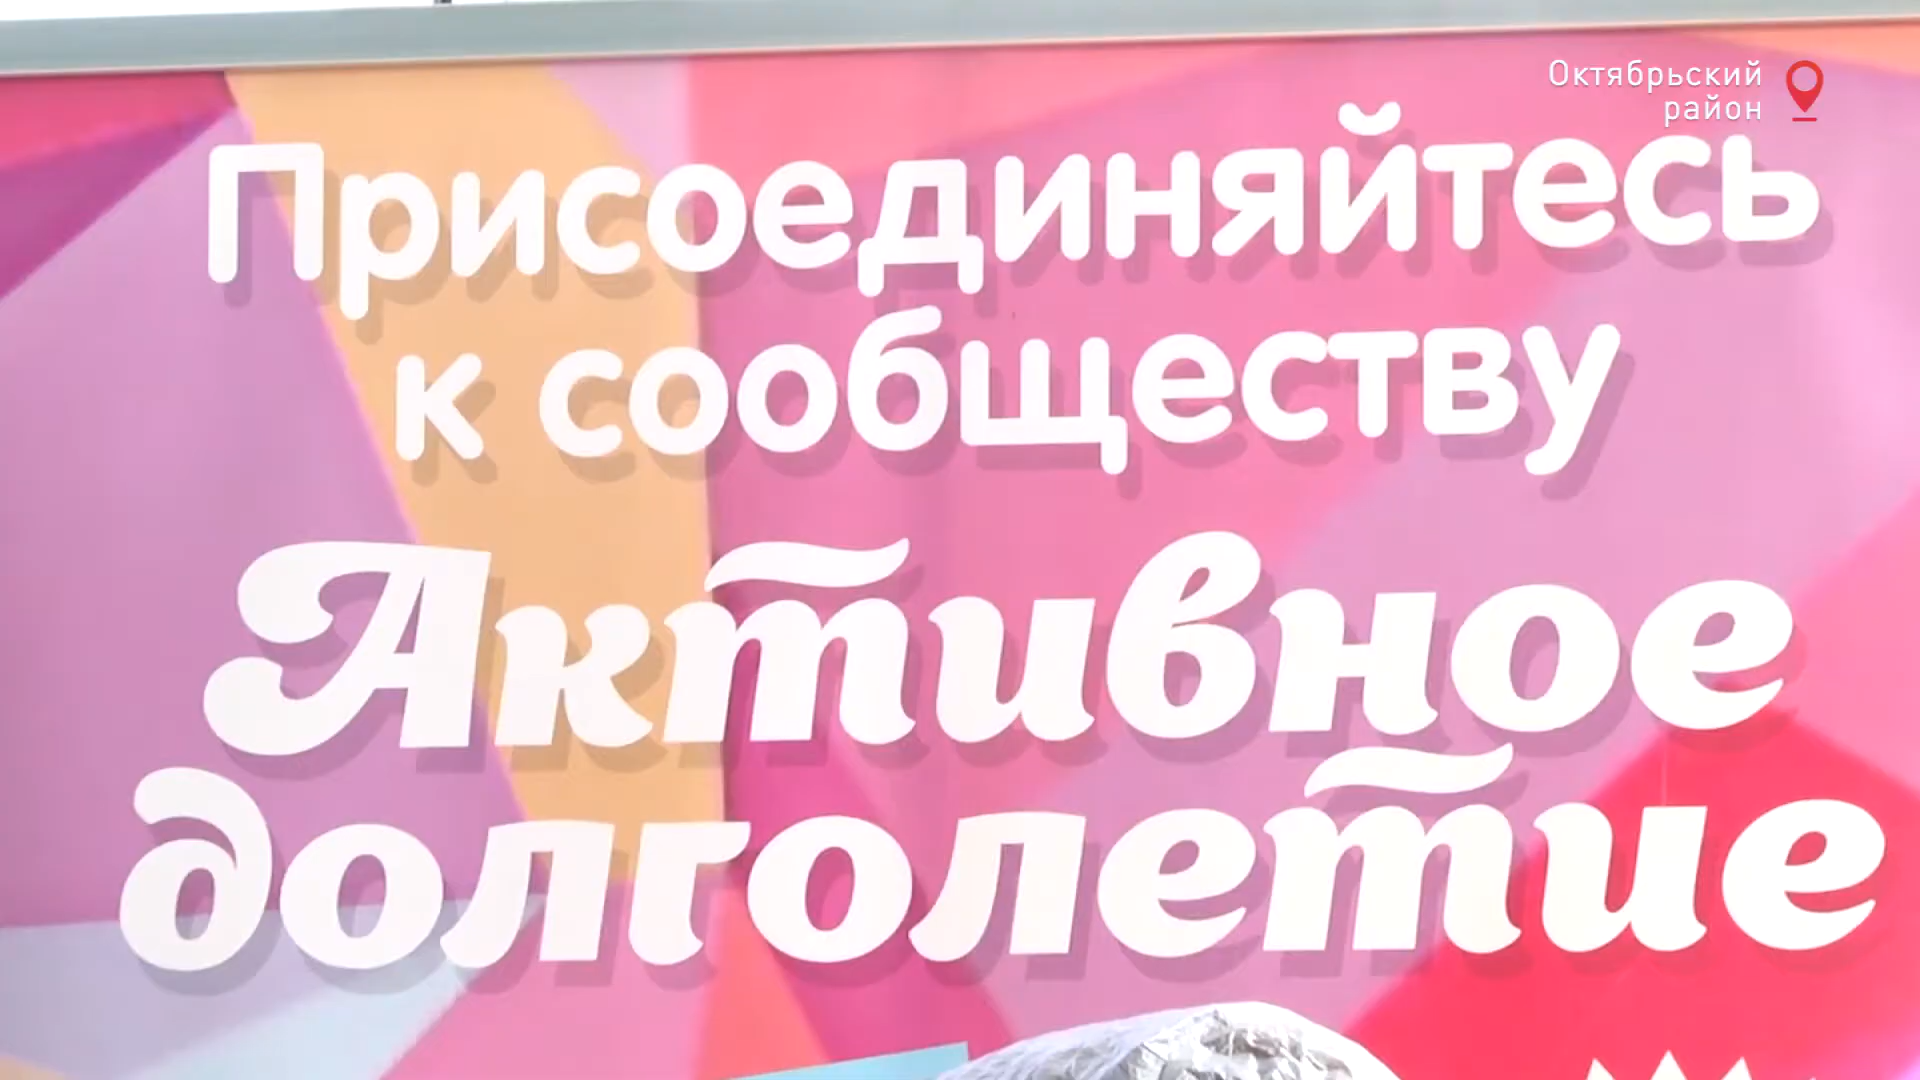 Октябрьский
район
Присоединяйтесь
к сообществу
Активное
долголетие